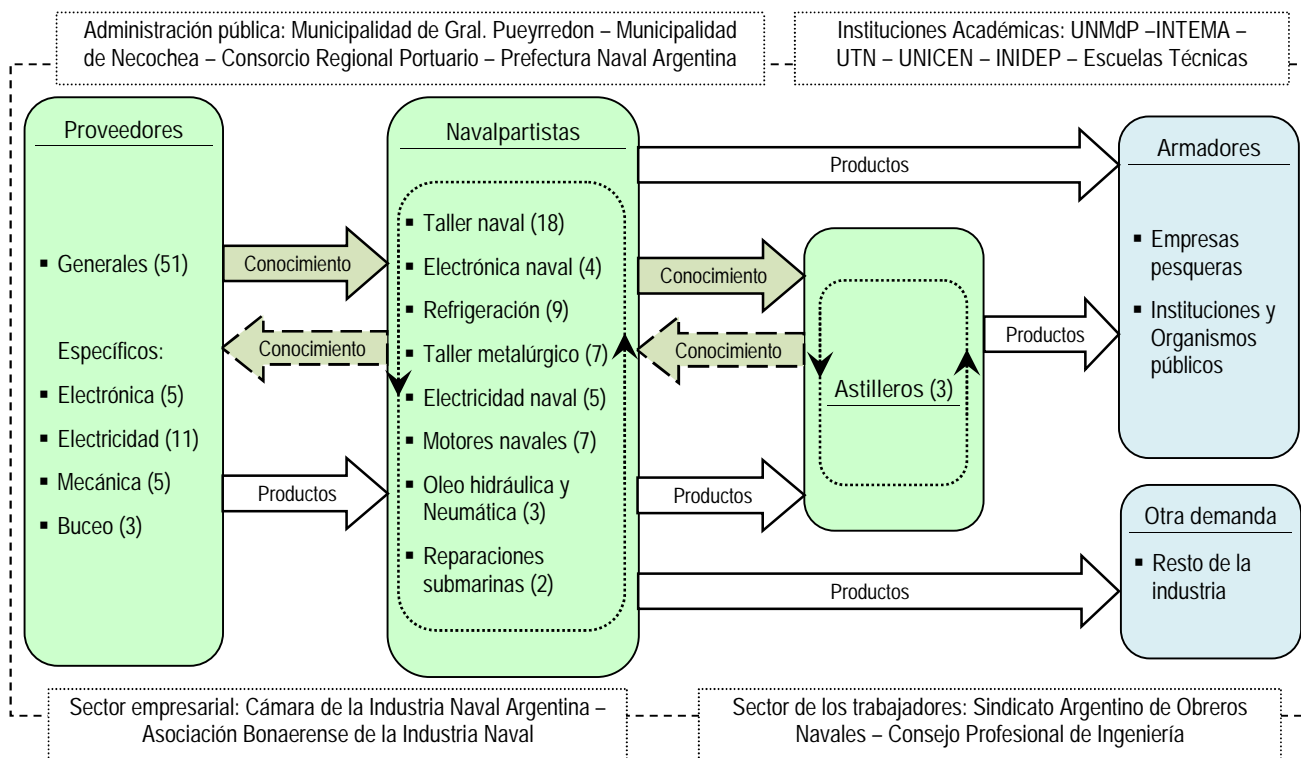 Administración pública: Municipalidad de Gral. Pueyrredon – Municipalidad
de Necochea – Consorcio Regional Portuario – Prefectura Naval Argentina
Instituciones Académicas: UNMdP –INTEMA –
UTN – UNICEN – INIDEP – Escuelas Técnicas
Proveedores
▪ Generales (51)
Específicos:
▪ Electrónica (5)
▪ Electricidad (11)
▪ Mecánica (5)
▪ Buceo (3)
Conocimiento
Conocimiento
Productos
Navalpartistas
▪ Taller naval (18)
▪ Electrónica naval (4)
▪ Refrigeración (9)
▪ Taller metalúrgico (7)
▪ Electricidad naval (5)
▪ Motores navales (7)
▪ Oleo hidráulica y
Neumática (3)
▪ Reparaciones
submarinas (2)
Productos
Conocimiento
Conocimiento
Productos
Productos
Astilleros (3)
Productos
Armadores
▪ Empresas
pesqueras
▪ Instituciones y
Organismos
públicos
Otra demanda
▪ Resto de la
industria
Sector empresarial: Cámara de la Industria Naval Argentina –
Asociación Bonaerense de la Industria Naval
Sector de los trabajadores: Sindicato Argentino de Obreros
Navales – Consejo Profesional de Ingeniería